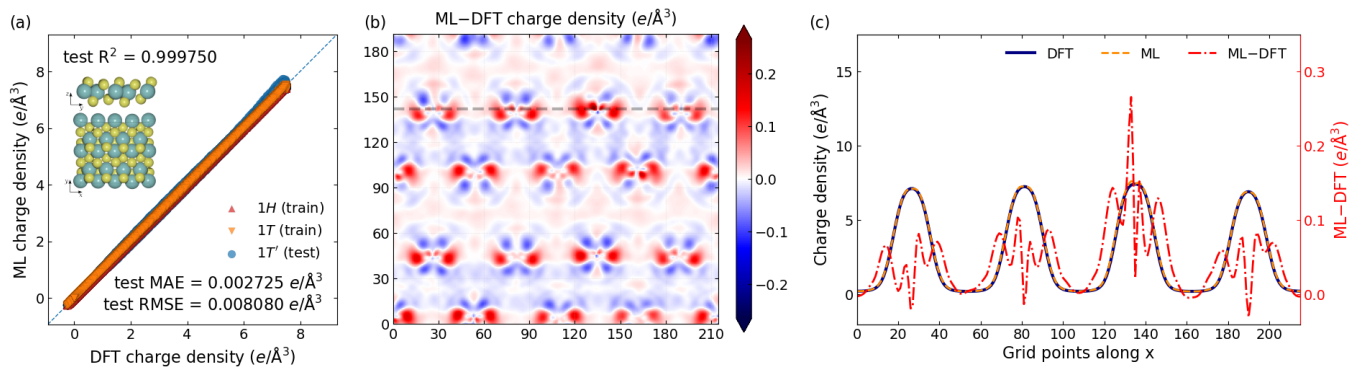 (a)
test R² = 0.999750
z
y
y
x
1H (train)
1T (train)
1T′ (test)
test MAE = 0.002725 e/Å³
test RMSE = 0.008080 e/Å³
ML charge density (e/Å³)
8
6
4
2
0
0 2 4 6 8
DFT charge density (e/Å³)
(b)
ML−DFT charge density (e/Å³)
180
150
120
90
60
30
0
0 30 60 90 120 150 180 210
0.2
0.1
0.0
−0.1
−0.2
(c)
DFT ML ML−DFT
Charge density (e/Å³)
15
10
5
0
0 20 40 60 80 100 120 140 160 180 200
Grid points along x
0.3
0.2
0.1
0.0
ML−DFT (e/Å³)